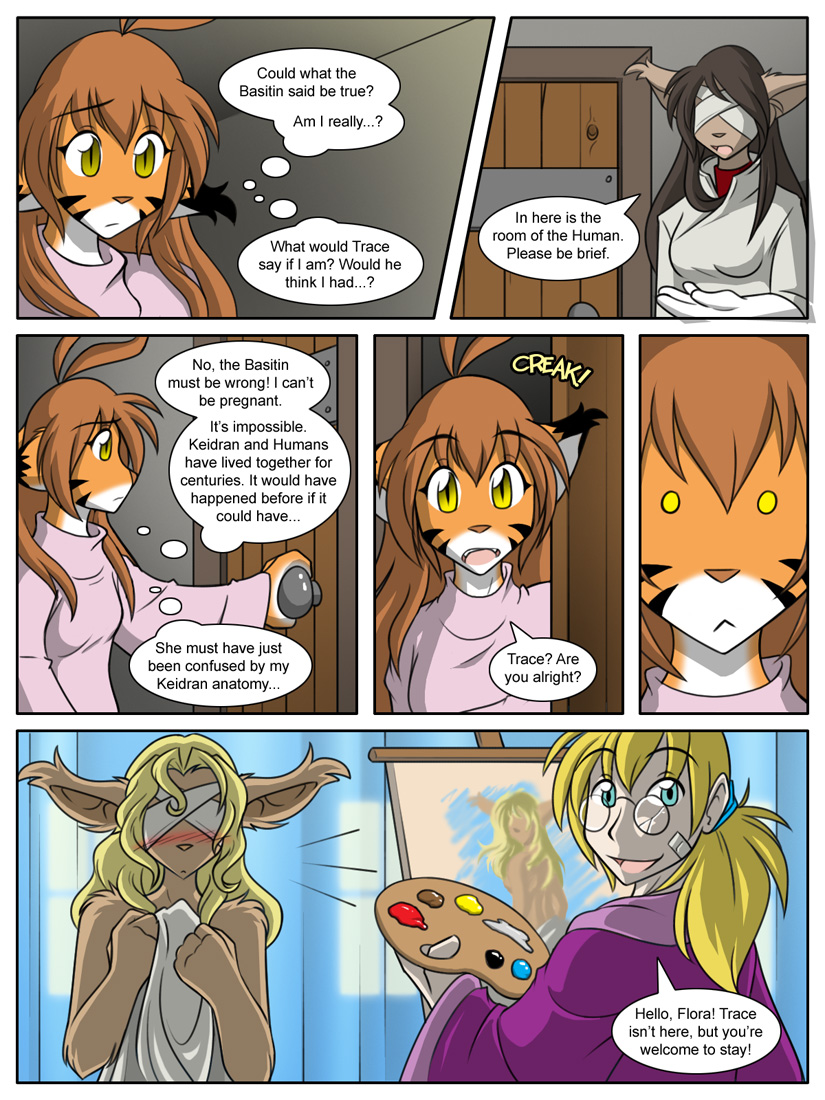 Could what the
Basitin said be true?
Am I really...?
What would Trace
say if I am? Would he
think I had...?
In here is the
room of the Human.
Please be brief.
No, the Basitin
must be wrong! I can't
be pregnant.
It's impossible.
Keidran and Humans
have lived together for
centuries. It would have
happened before if it
could have...
She must have just
been confused by my
Keidran anatomy...
CREAK!
Trace? Are
you alright?
Hello, Flora! Trace
isn't here, but you're
welcome to stay!